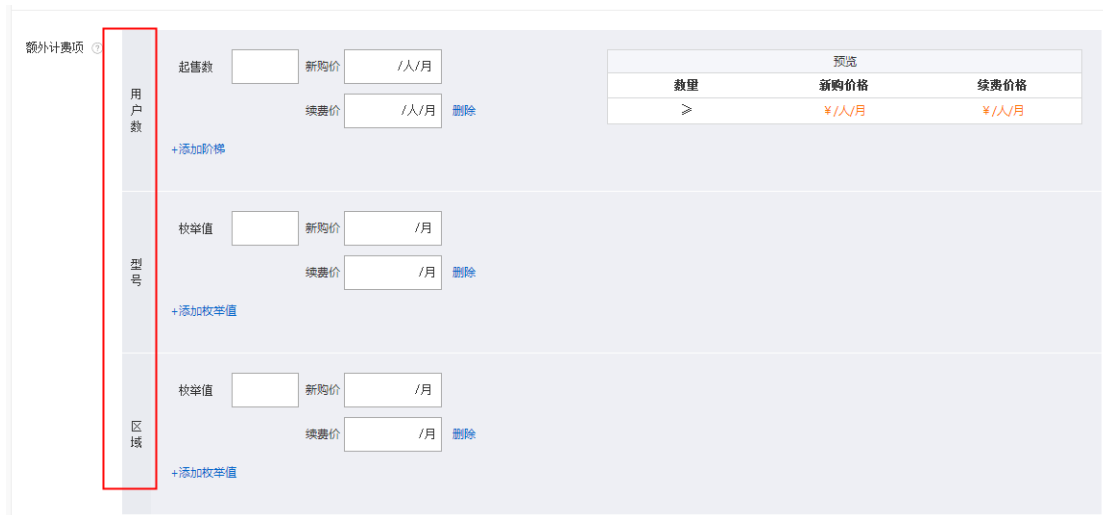 额外计费项 ?
用户数
起售数 新购价 /人/月
续费价 /人/月 删除
+添加阶梯
预览
数量 新购价格 续费价格
≥ ¥/人/月 ¥/人/月
型号
枚举值 新购价 /月
续费价 /月 删除
+添加枚举值
区域
枚举值 新购价 /月
续费价 /月 删除
+添加枚举值